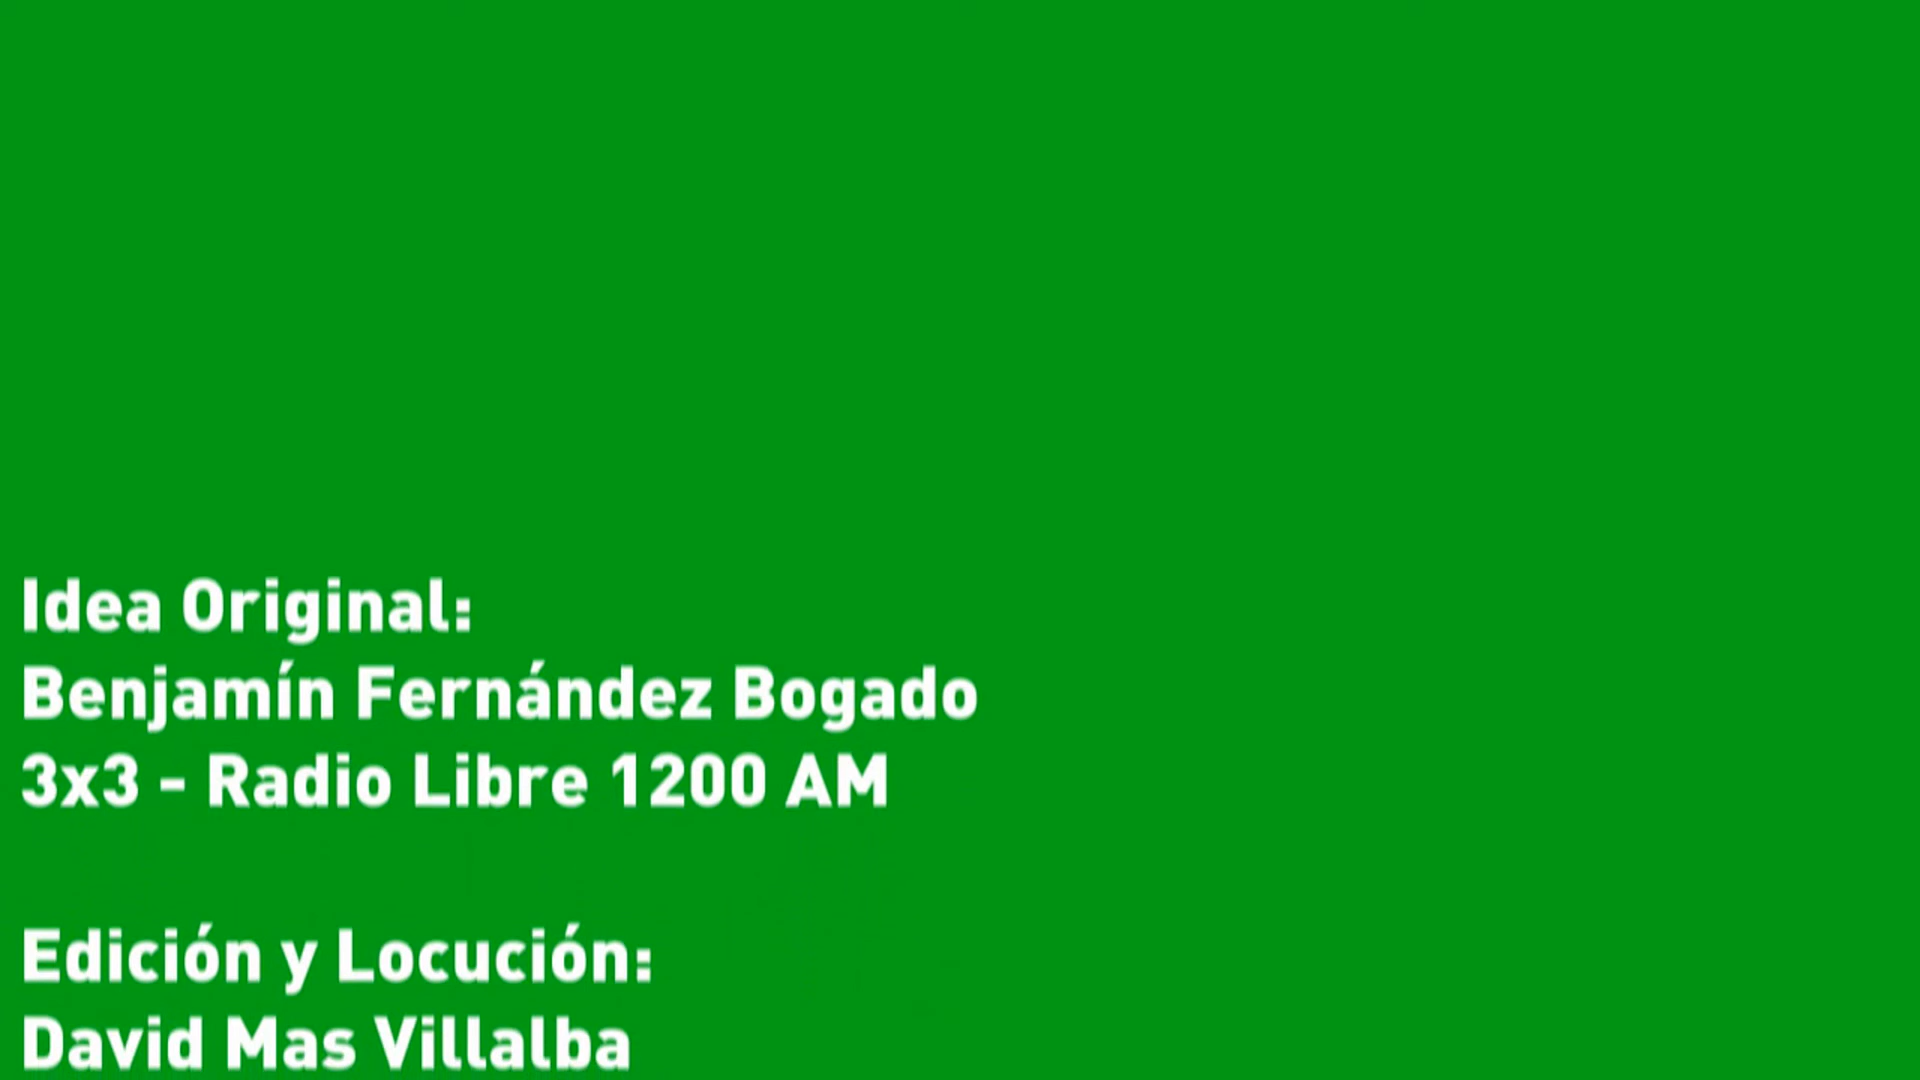 Idea Original:
Benjamín Fernández Bogado
3x3 - Radio Libre 1200 AM
Edición y Locución:
David Mas Villalba